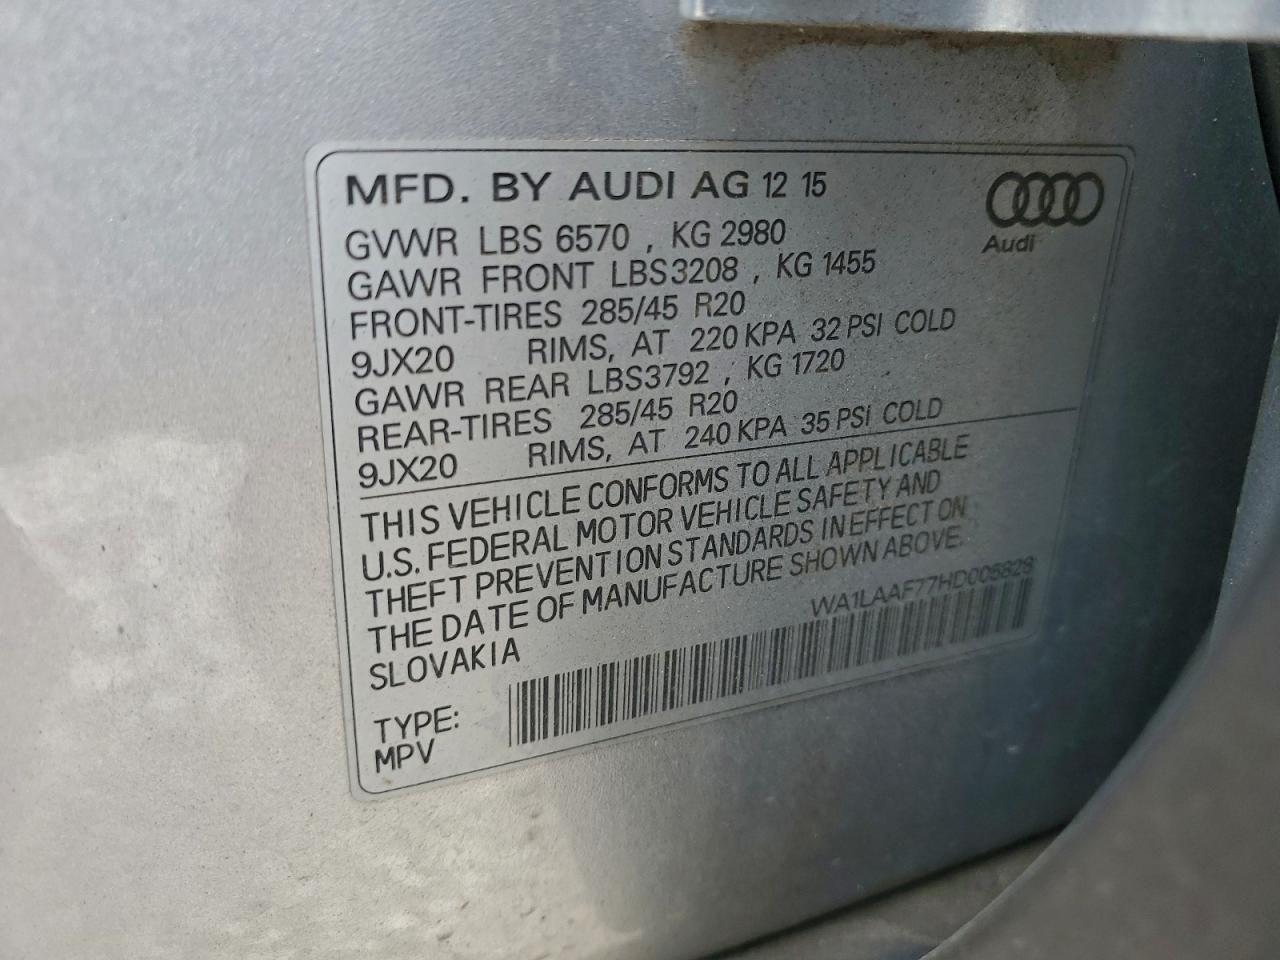 MFD. BY AUDI AG 12 15
Audi
GVWR LBS 6570 , KG 2980
GAWR FRONT LBS3208 , KG 1455
FRONT-TIRES 285/45 R20
9JX20 RIMS, AT 220 KPA 32 PSI COLD
GAWR REAR LBS3792 , KG 1720
REAR-TIRES 285/45 R20
9JX20 RIMS, AT 240 KPA 35 PSI COLD
THIS VEHICLE CONFORMS TO ALL APPLICABLE
U.S. FEDERAL MOTOR VEHICLE SAFETY AND
THEFT PREVENTION STANDARDS IN EFFECT ON
THE DATE OF MANUFACTURE SHOWN ABOVE.
SLOVAKIA
WA1LAAF77HD005828
TYPE:
MPV